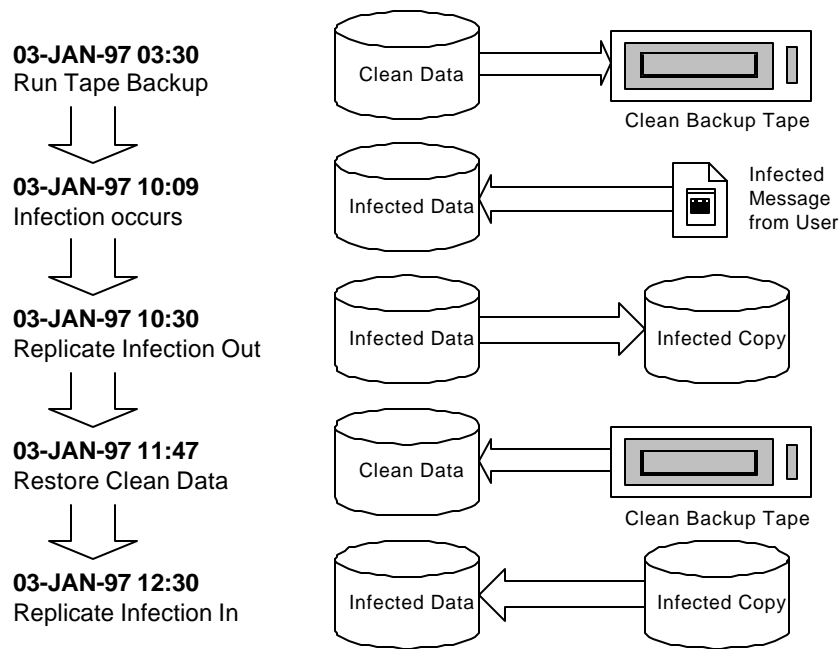 03-JAN-97 03:30
Run Tape Backup
Clean Data
Clean Backup Tape
03-JAN-97 10:09
Infection occurs
Infected Data
Infected
Message
from User
03-JAN-97 10:30
Replicate Infection Out
Infected Data
Infected Copy
03-JAN-97 11:47
Restore Clean Data
Clean Data
Clean Backup Tape
03-JAN-97 12:30
Replicate Infection In
Infected Data
Infected Copy